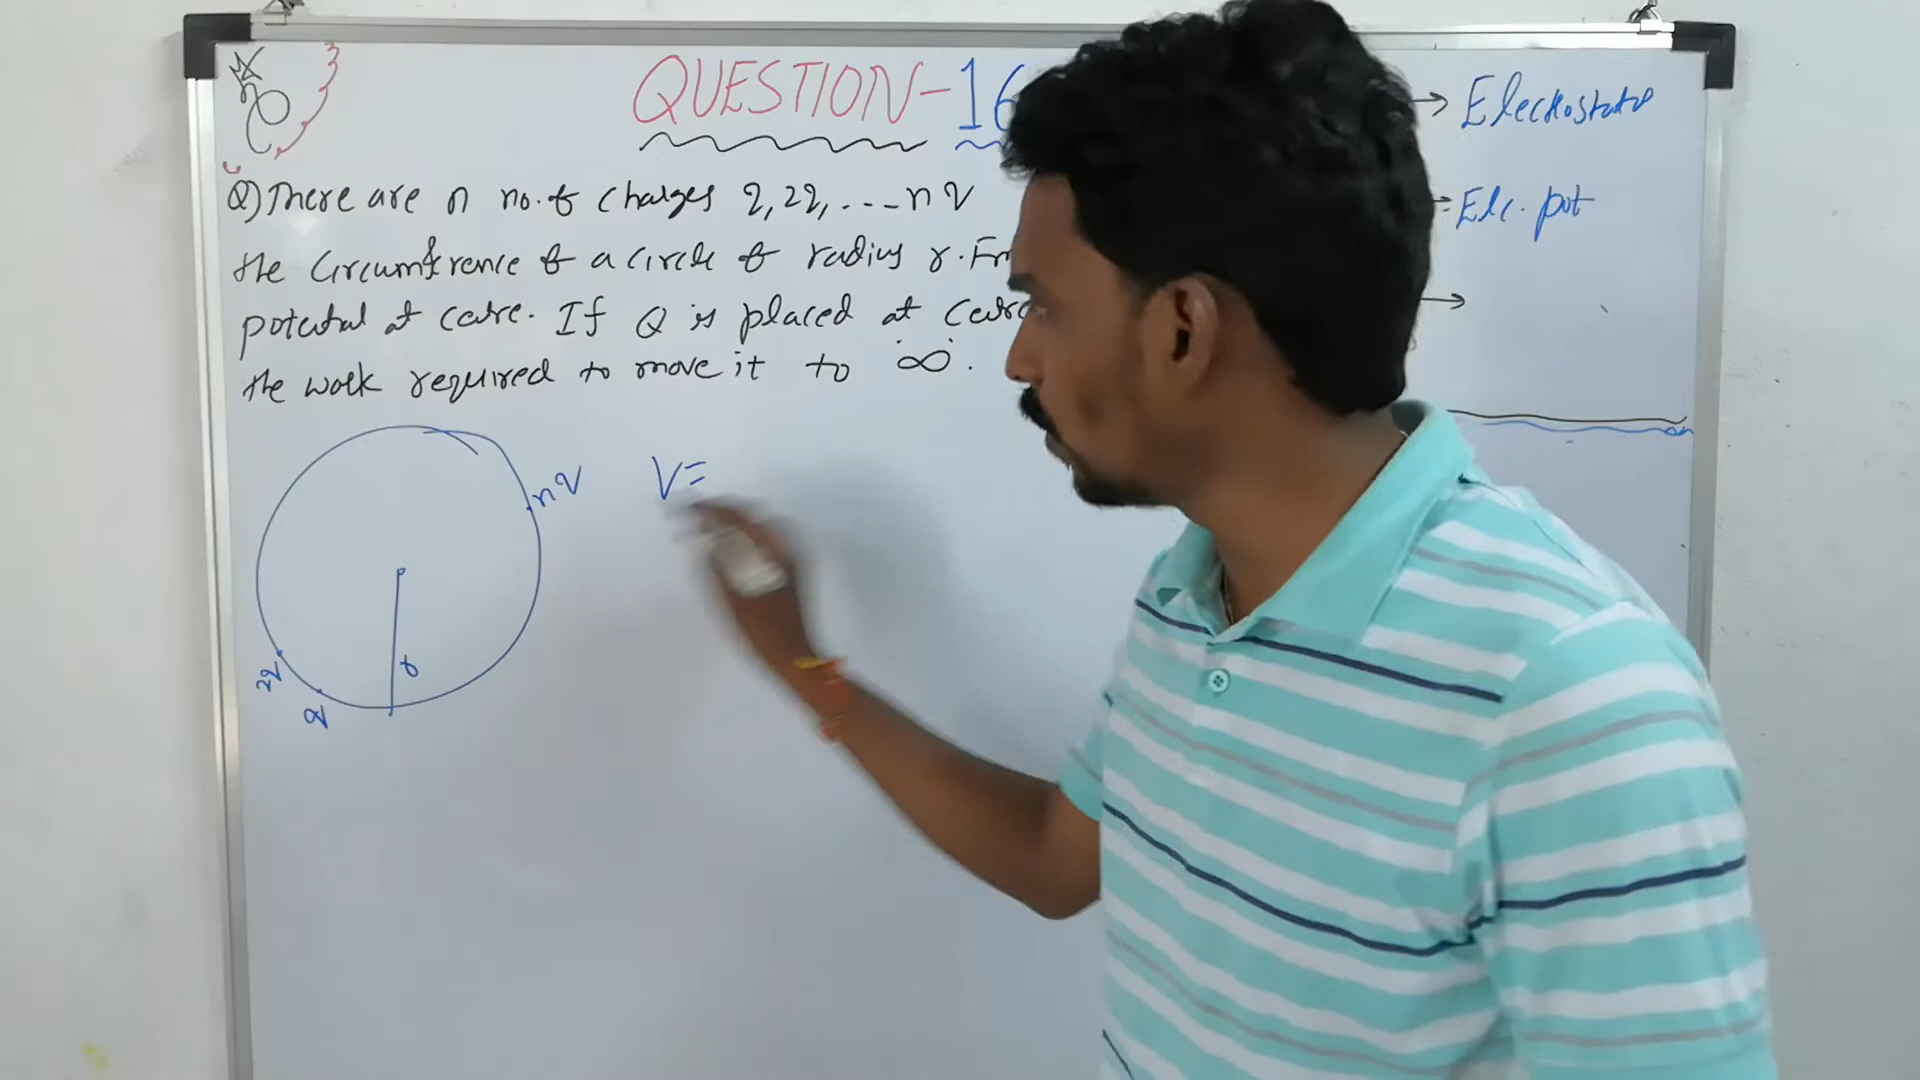 QUESTION-16
→ Electrostatic
Q) There are n no. of charges q, 2q, ... nq
→ Elc. pot
the circumference of a circle of radius r.
potential at centre. If Q is placed at centre
the work required to move it to '∞'.
V=
nq
r
2q
q